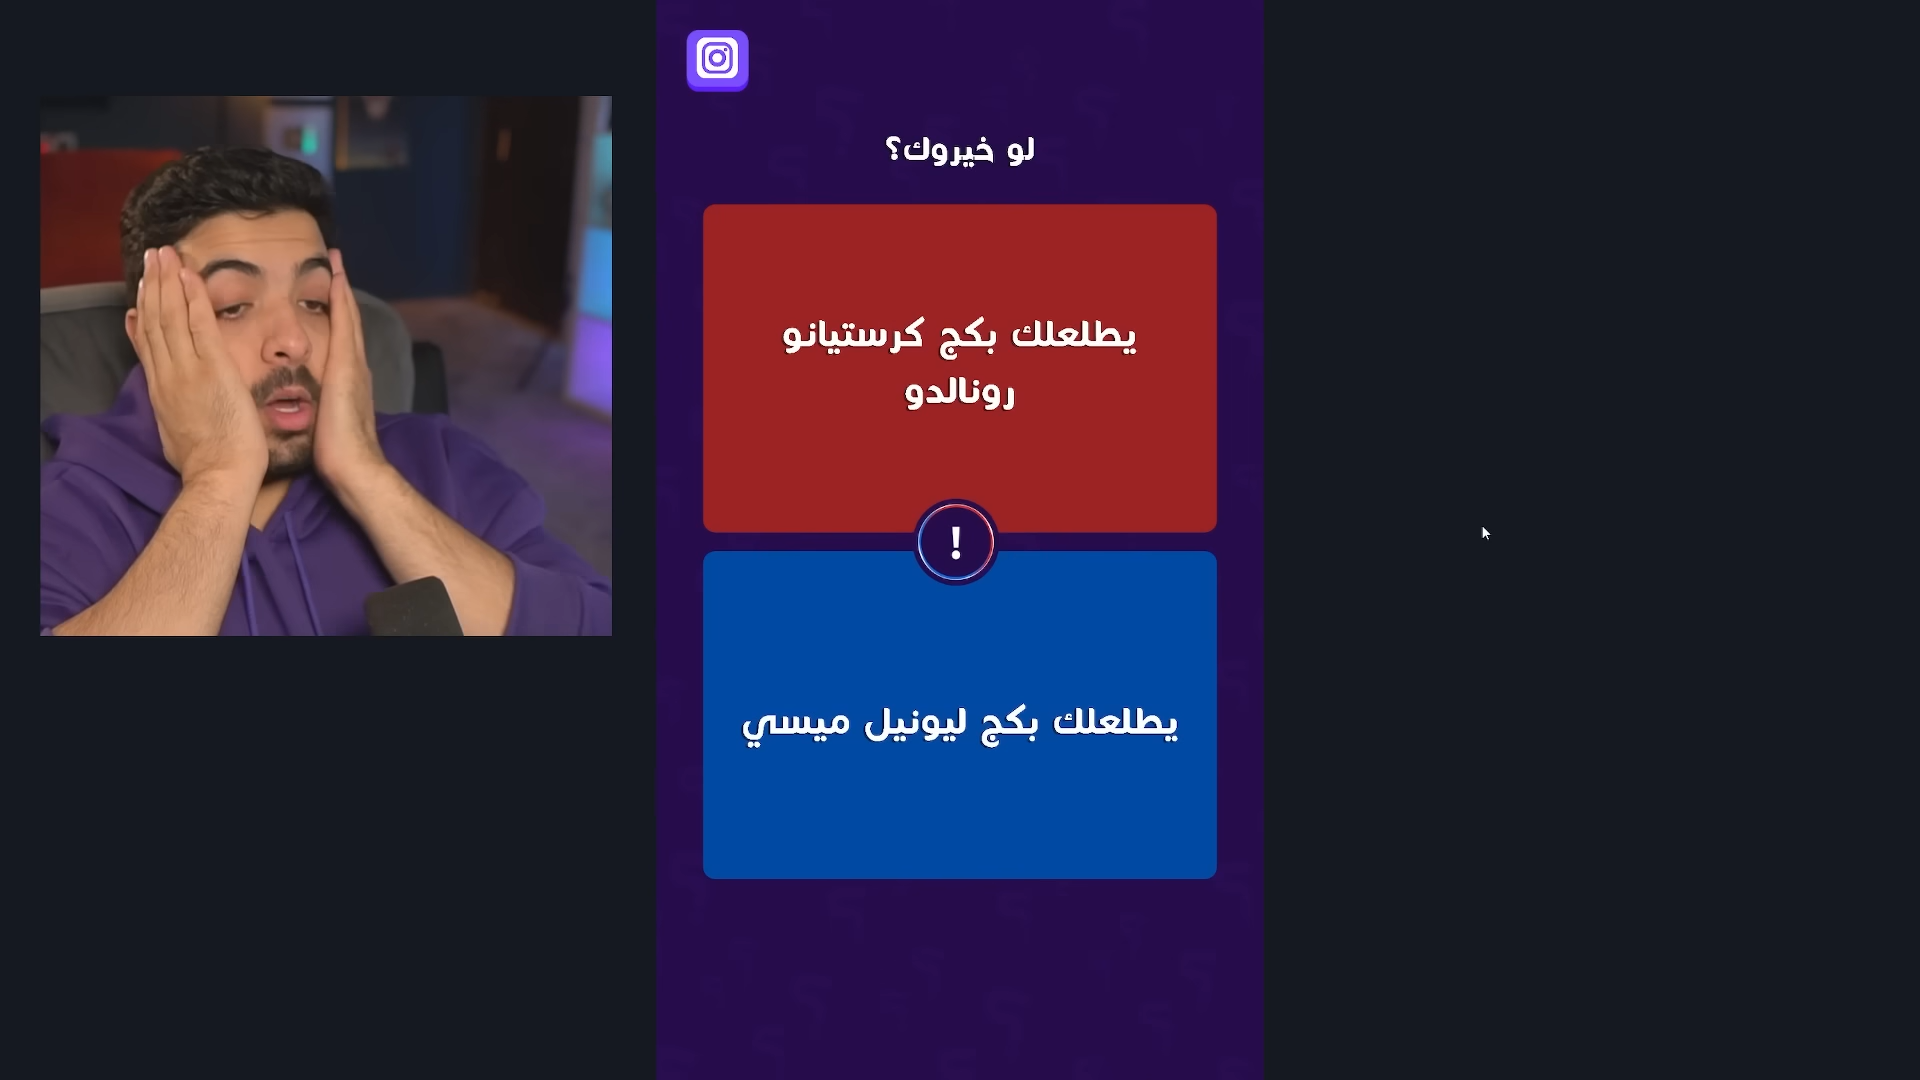 لو خيروك؟
يطلعلك بكج كرستيانو
رونالدو
!
يطلعلك بكج ليونيل ميسي